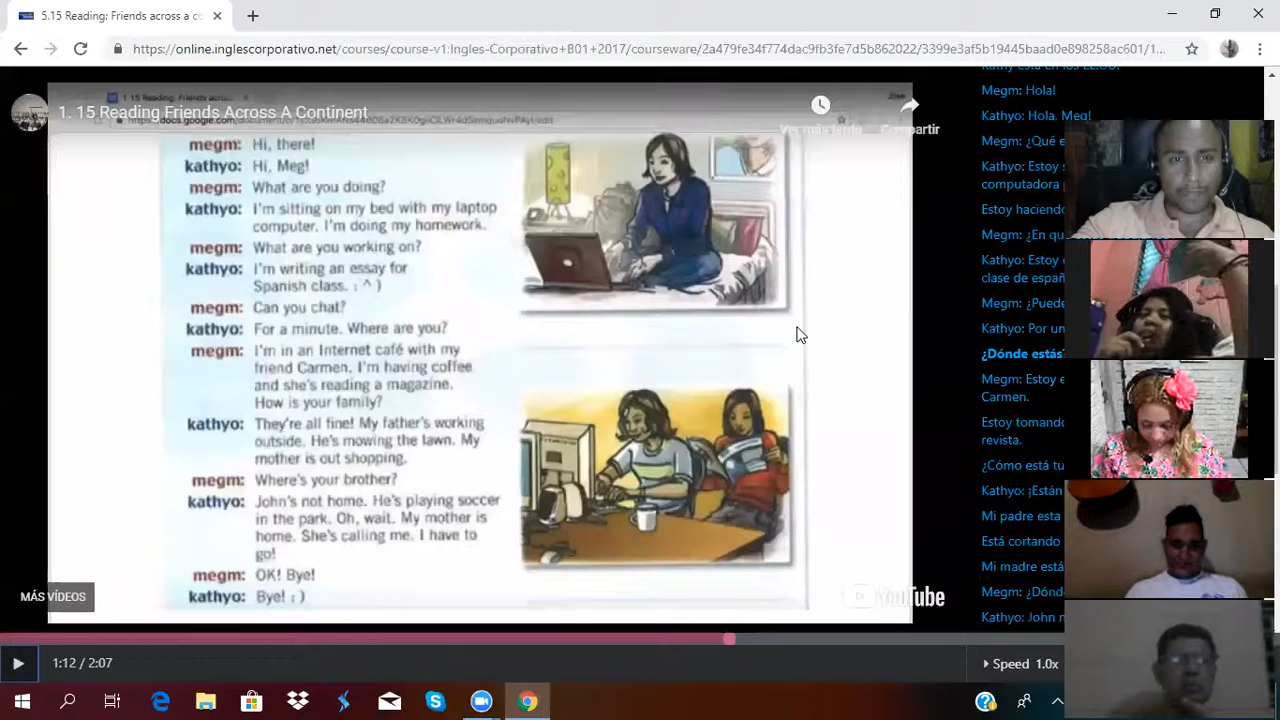 5.15 Reading: Friends across a co
https://online.inglescorporativo.net/courses/course-v1:Ingles-Corporativo+B01+2017/courseware/2a479fe34f774dac9fb3fe7d5b862022/3399e3af5b19445baad0e898258ac601/1...
1. 15 Reading Friends Across A Continent
Ver más tarde
Compartir
megm: Hi, there!
kathyo: Hi, Meg!
megm: What are you doing?
kathyo: I'm sitting on my bed with my laptop
computer. I'm doing my homework.
megm: What are you working on?
kathyo: I'm writing an essay for
Spanish class. :^)
megm: Can you chat?
kathyo: For a minute. Where are you?
megm: I'm in an Internet café with my
friend Carmen. I'm having coffee
and she's reading a magazine.
How is your family?
kathyo: They're all fine! My father's working
outside. He's mowing the lawn. My
mother is out shopping.
megm: Where's your brother?
kathyo: John's not home. He's playing soccer
in the park. Oh, wait. My mother is
home. She's calling me. I have to
go!
megm: OK! Bye!
kathyo: Bye! :)
MÁS VÍDEOS
YouTube
1:12 / 2:07
Speed 1.0x
Megm: Hola!
Kathyo: Hola, Meg!
Megm: ¿Qué e
Kathyo: Estoy s
computadora
Estoy haciendo
Megm: ¿En qu
Kathyo: Estoy e
clase de españ
Megm: ¿Puede
Kathyo: Por un
¿Dónde estás?
Megm: Estoy e
Carmen.
Estoy tomando
revista.
¿Cómo está tu
Kathyo: ¡Están
Mi padre esta
Está cortando
Mi madre está
Megm: ¿Dónd
Kathyo: John n